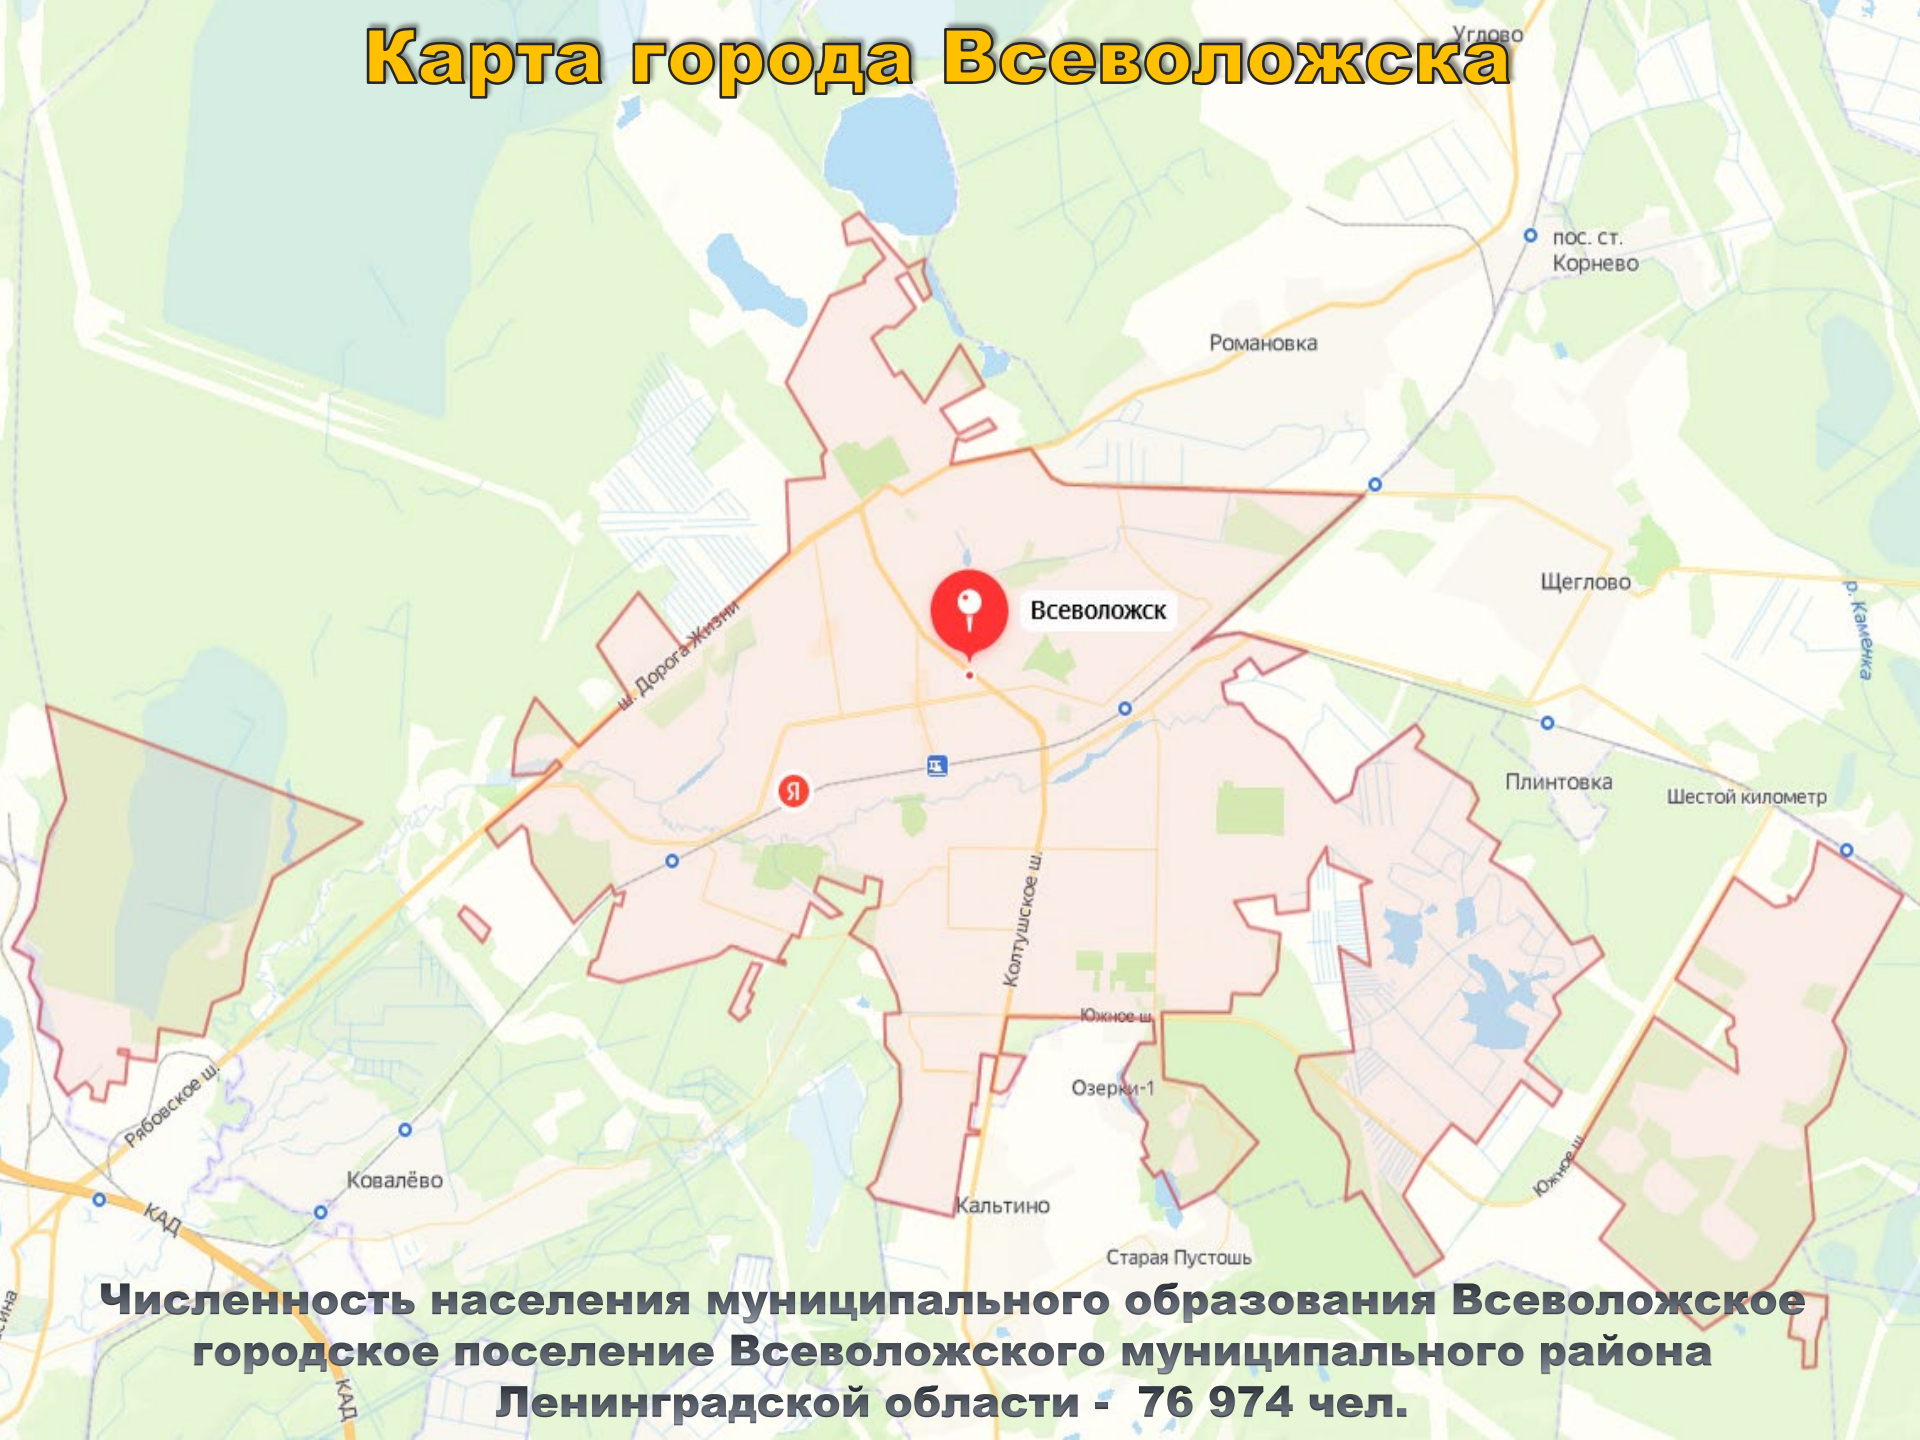 Карта города Всеволожска
Углово
пос. ст.
Корнево
Романовка
Щеглово
р. Каменка
Всеволожск
ш. Дорога Жизни
Плинтовка
Шестой километр
Я
Колтушское ш.
Южное ш.
Озерки-1
Рябовское ш.
Южное ш.
Ковалёво
КАД
Кальтино
Старая Пустошь
КАД
Численность населения муниципального образования Всеволожское
городское поселение Всеволожского муниципального района
Ленинградской области - 76 974 чел.